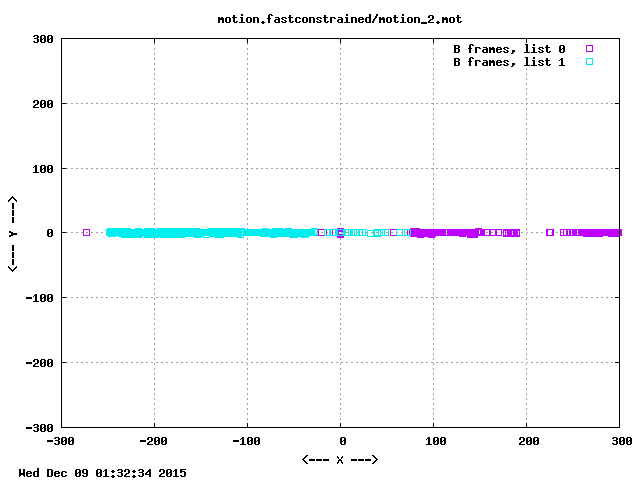 motion.fastconstrained/motion_2.mot
B frames, list 0
B frames, list 1
300
200
100
0
-100
-200
-300
<--- Y --->
-300 -200 -100 0 100 200 300
<--- X --->
Wed Dec 09 01:32:34 2015